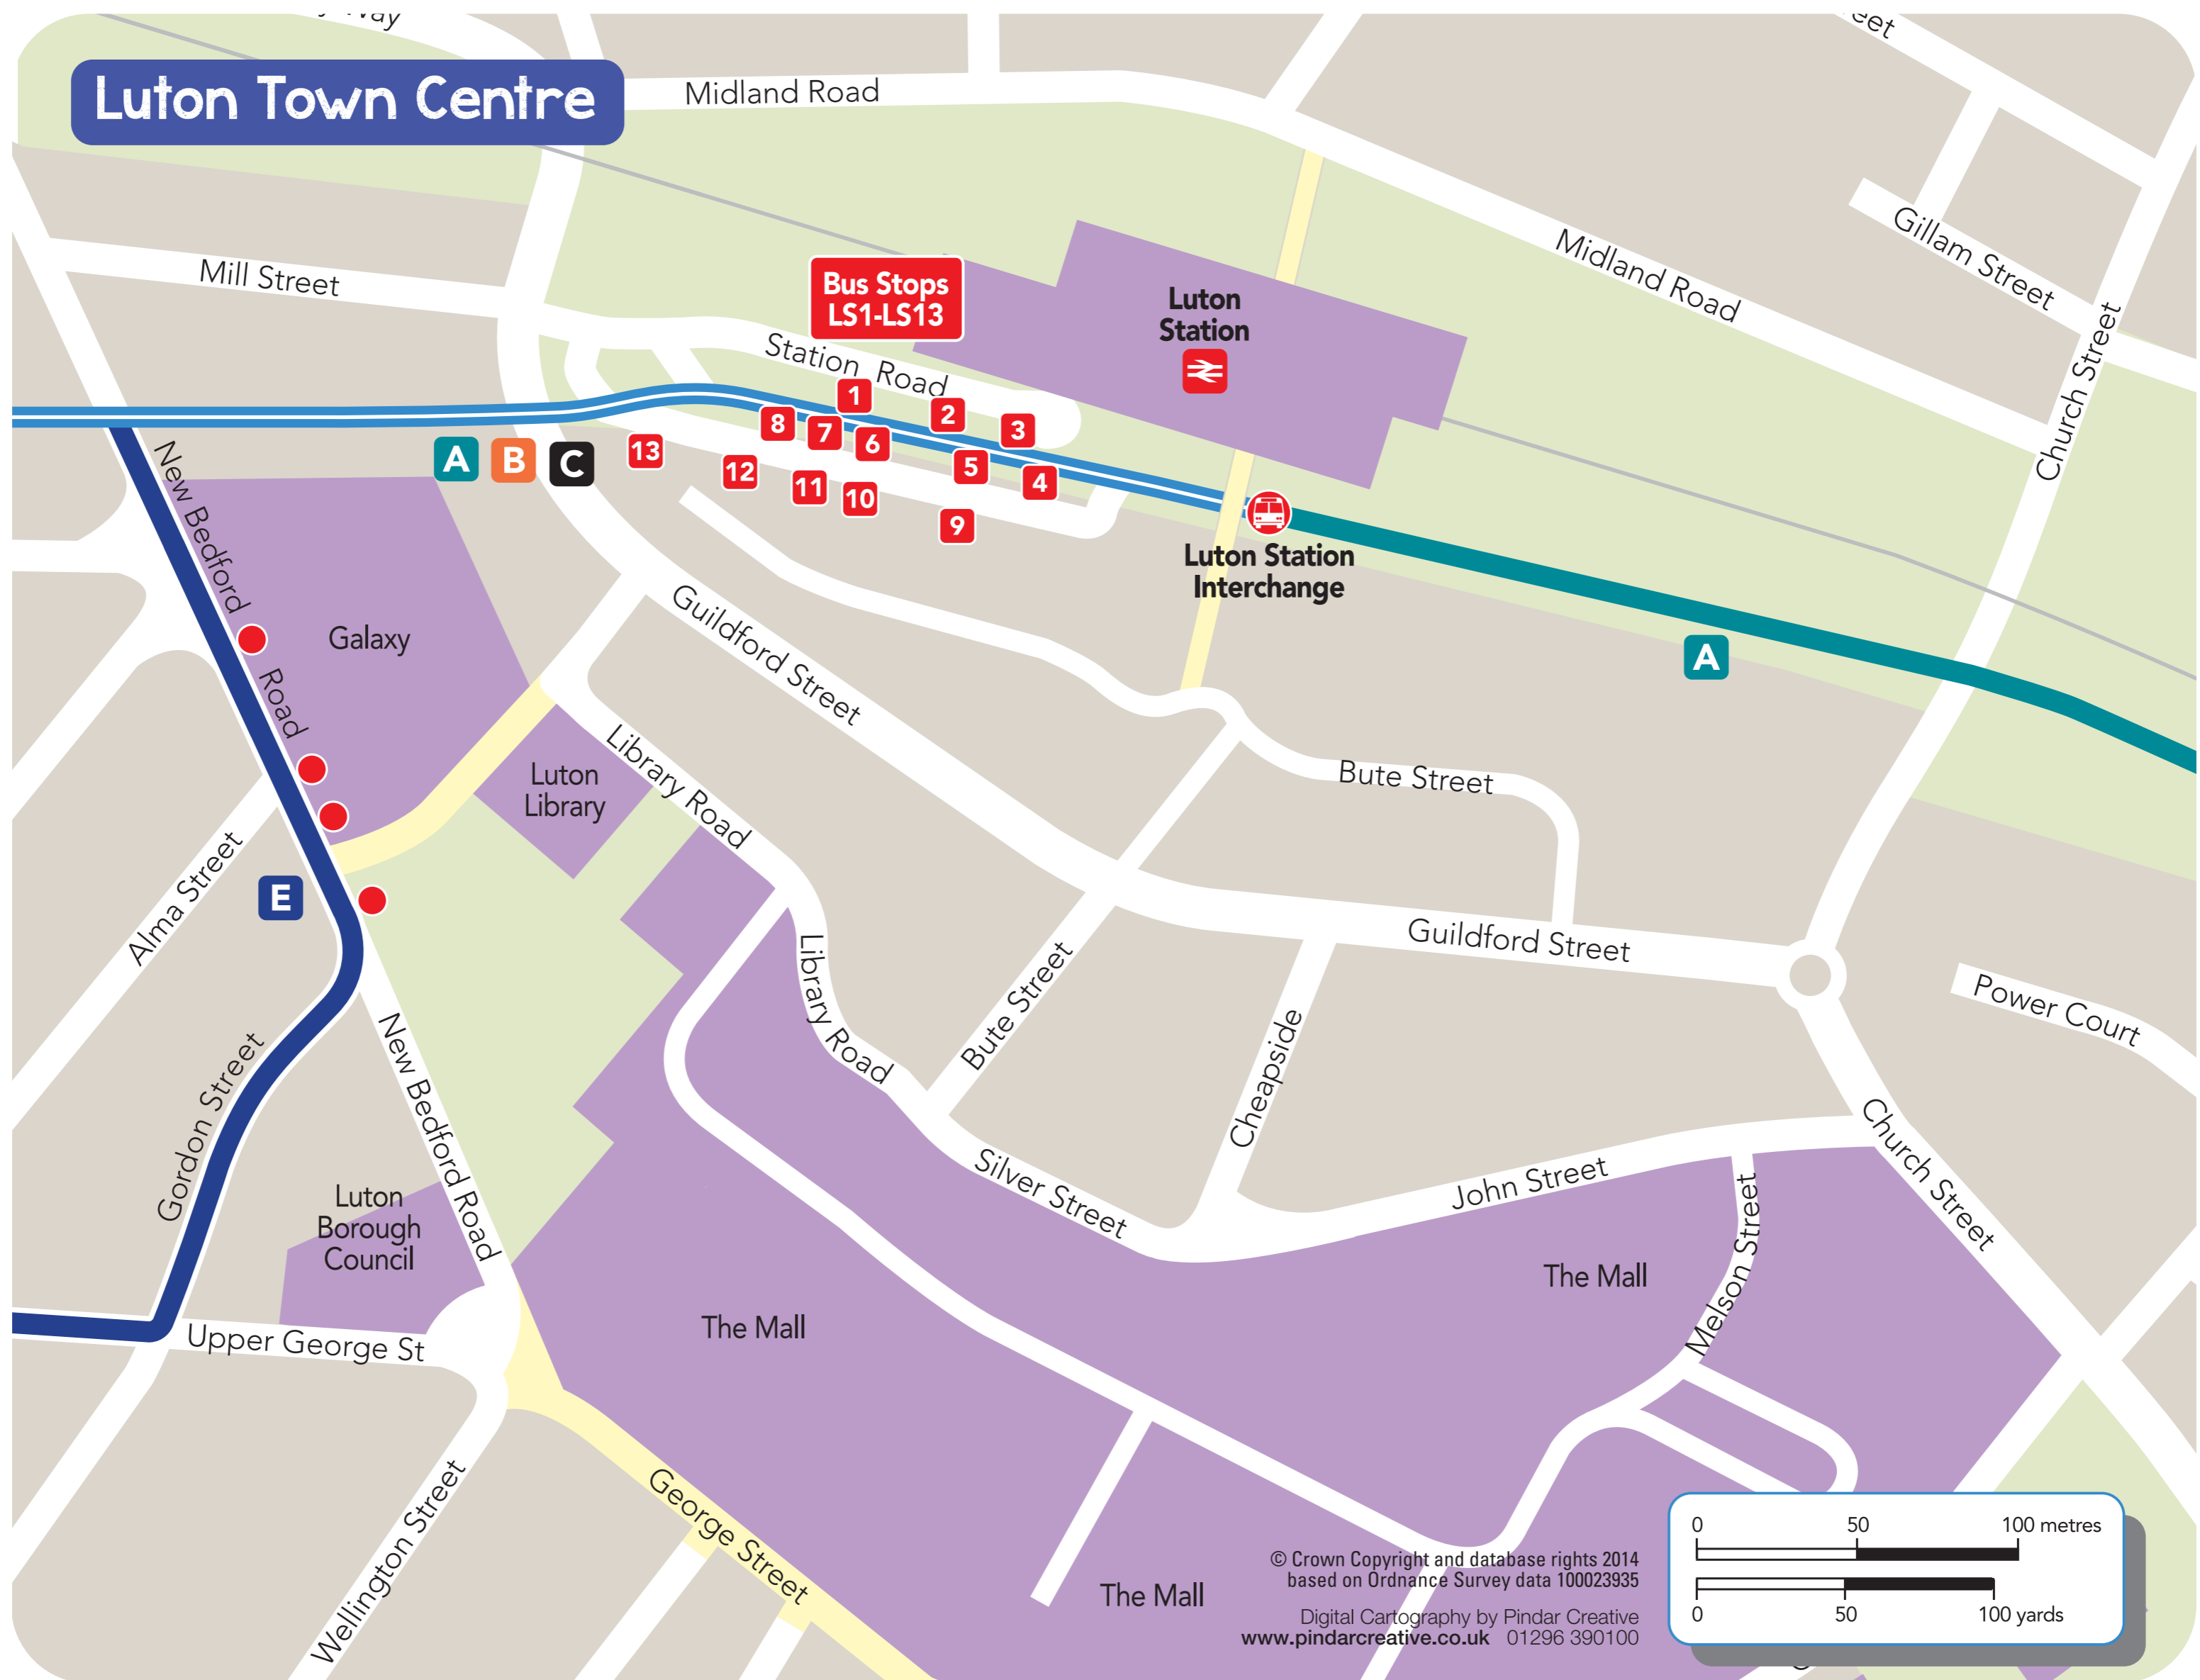 Way
eet
Luton Town Centre
Midland Road
Gillam Street
Midland Road
Mill Street
Bus Stops
LS1-LS13
Luton
Station
Church Street
Station Road
1
2
3
8
7
6
5
4
13
12
11
10
9
A
B
C
New Bedford Road
Luton Station
Interchange
Galaxy
Guildford Street
A
Library Road
Luton
Library
Bute Street
Alma Street
E
Guildford Street
Library Road
Bute Street
Power Court
Cheapside
New Bedford Road
Gordon Street
Church Street
Silver Street
John Street
Luton
Borough
Council
Melson Street
The Mall
The Mall
Upper George St
George Street
Wellington Street
The Mall
© Crown Copyright and database rights 2014
based on Ordnance Survey data 100023935
Digital Cartography by Pindar Creative
www.pindarcreative.co.uk 01296 390100
0 50 100 metres
0 50 100 yards